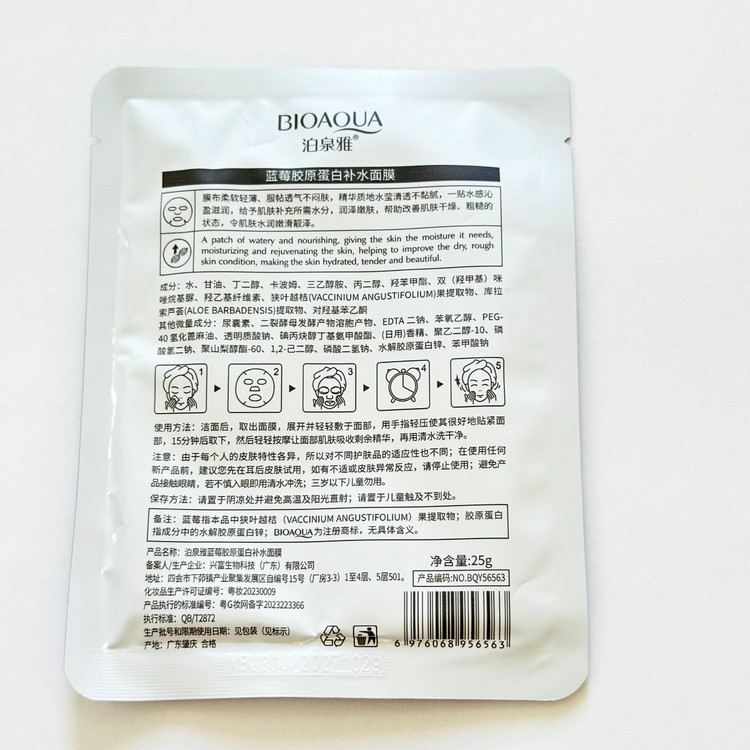 BIOAQUA
泊泉雅®
蓝莓胶原蛋白补水面膜
膜布柔软轻薄、服帖透气不闷肤，精华质地水莹清透不黏腻，一贴水感沁
盈滋润，给予肌肤补充所需水分，润泽嫩肤，帮助改善肌肤干燥、粗糙的
状态，令肌肤水润嫩滑靓泽。
A patch of watery and nourishing, giving the skin the moisture it needs,
moisturizing and rejuvenating the skin, helping to improve the dry, rough
skin condition, making the skin hydrated, tender and beautiful.
成分：水、甘油、丁二醇、卡波姆、三乙醇胺、丙二醇、羟苯甲酯、双（羟甲基）咪
唑烷基脲、羟乙基纤维素、狭叶越桔(VACCINIUM ANGUSTIFOLIUM)果提取物、库拉
索芦荟(ALOE BARBADENSIS)提取物、对羟基苯乙酮
其他微量成分：尿囊素、二裂酵母发酵产物溶胞产物、EDTA 二钠、苯氧乙醇、PEG-
40 氢化蓖麻油、透明质酸钠、碘丙炔醇丁基氨甲酸酯、(日用)香精、聚乙二醇-10、磷
酸氢二钠、聚山梨醇酯-60、1,2-己二醇、磷酸二氢钠、水解胶原蛋白锌、苯甲酸钠
1 2 3 4 5
使用方法：洁面后，取出面膜，展开并轻轻敷于面部，用手指轻压使其很好地贴紧面
部，15分钟后取下，然后轻轻按摩让面部肌肤吸收剩余精华，再用清水洗干净。
注意：由于每个人的皮肤特性各异，所以对不同护肤品的适应性也不同；在使用任何
新产品前，建议您先在耳后皮肤试用，如有不适或皮肤异常反应，请停止使用；避免产
品接触眼睛，若不慎入眼即用清水冲洗；三岁以下儿童勿用。
保存方法：请置于阴凉处并避免高温及阳光直射；请置于儿童触及不到处。
备注：蓝莓指本品中狭叶越桔（VACCINIUM ANGUSTIFOLIUM）果提取物；胶原蛋白
指成分中的水解胶原蛋白锌；BIOAQUA为注册商标，无具体含义。
产品名称：泊泉雅蓝莓胶原蛋白补水面膜
备案人/生产企业：兴富生物科技（广东）有限公司
地址：四会市下茆镇产业聚集发展区自编号15号（厂房3-3）1至4层、5层501。
化妆品生产许可证编号：粤妆20230009
产品执行的标准编号：粤G妆网备字2023223366
执行标准：QB/T2872
生产批号和限期使用日期：见包装（见标示）
产地：广东肇庆 合格
净含量:25g
产品编码:NO.BQY56563
6 976068 956563